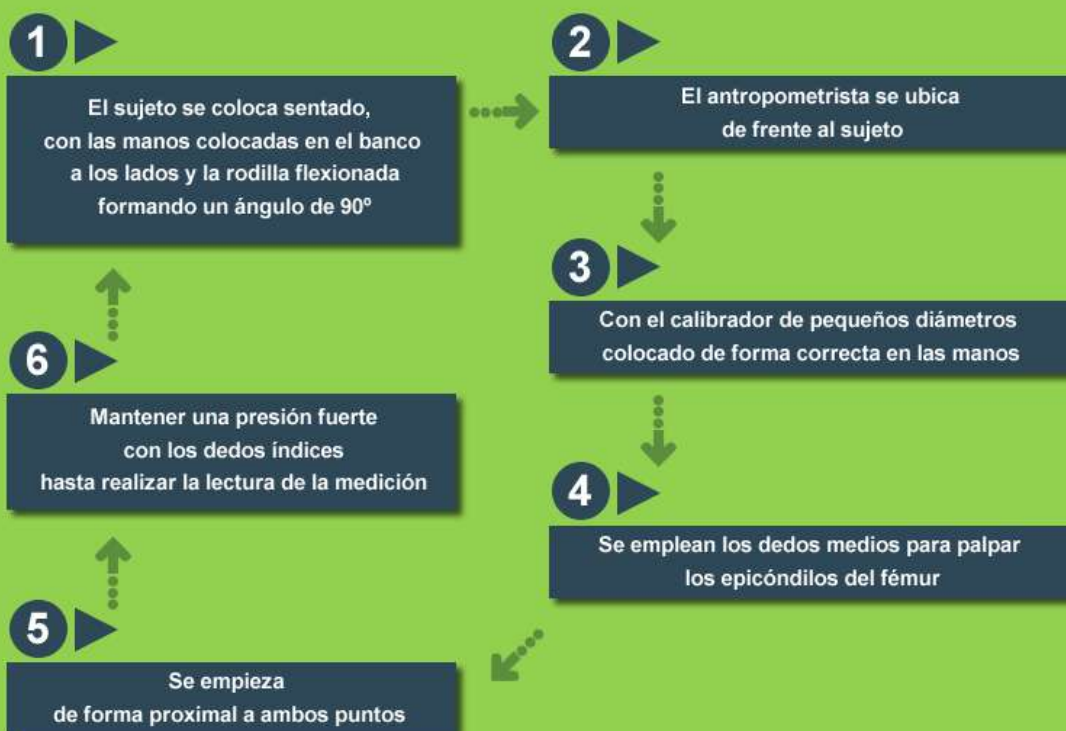 1
El sujeto se coloca sentado,
con las manos colocadas en el banco
a los lados y la rodilla flexionada
formando un ángulo de 90º
2
El antropometrista se ubica
de frente al sujeto
3
Con el calibrador de pequeños diámetros
colocado de forma correcta en las manos
4
Se emplean los dedos medios para palpar
los epicóndilos del fémur
5
Se empieza
de forma proximal a ambos puntos
6
Mantener una presión fuerte
con los dedos índices
hasta realizar la lectura de la medición